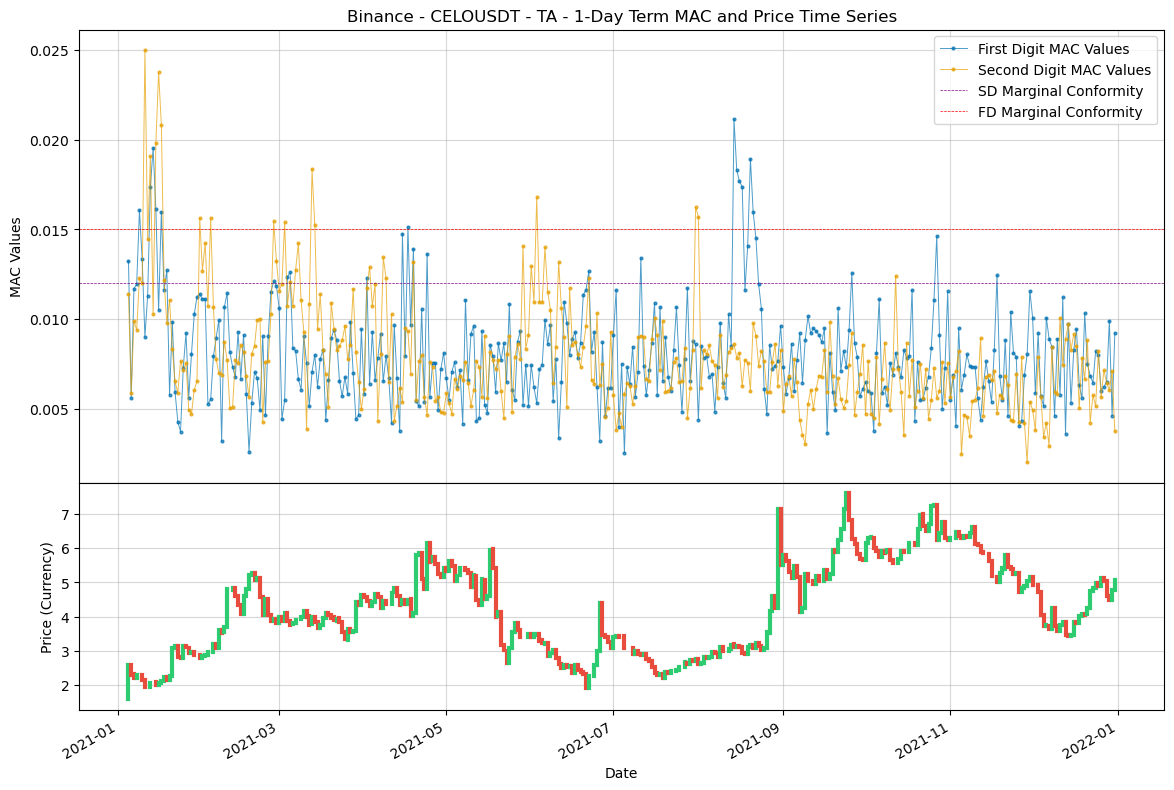 Binance - CELOUSDT - TA - 1-Day Term MAC and Price Time Series
First Digit MAC Values
Second Digit MAC Values
SD Marginal Conformity
FD Marginal Conformity
MAC Values
0.025
0.020
0.015
0.010
0.005
Price (Currency)
7
6
5
4
3
2
2021-01
2021-03
2021-05
2021-07
2021-09
2021-11
2022-01
Date